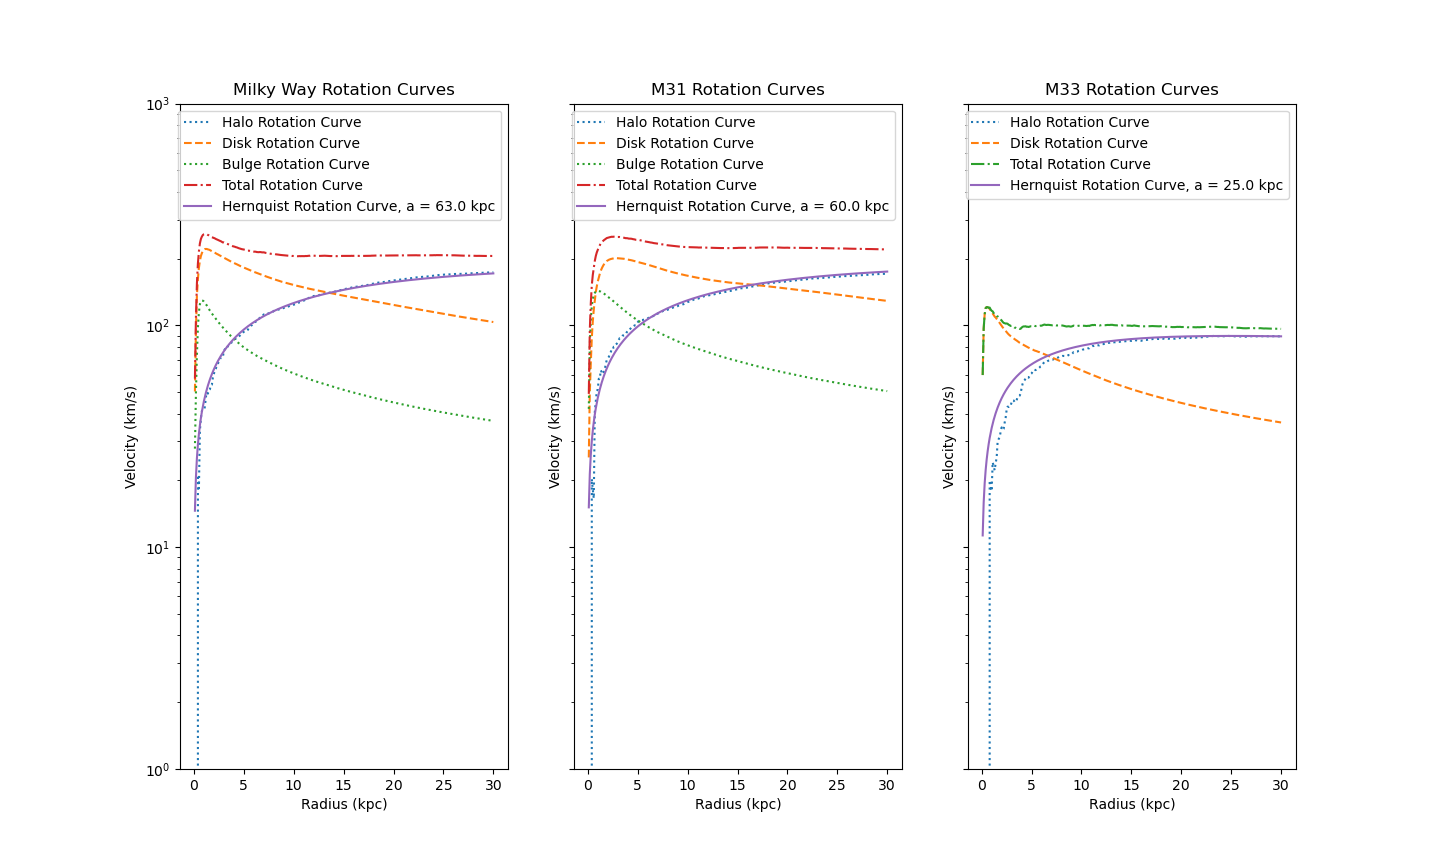 Milky Way Rotation Curves
Halo Rotation Curve
Disk Rotation Curve
Bulge Rotation Curve
Total Rotation Curve
Hernquist Rotation Curve, a = 63.0 kpc
10³
10²
10¹
10⁰
Velocity (km/s)
0 5 10 15 20 25 30
Radius (kpc)
M31 Rotation Curves
Halo Rotation Curve
Disk Rotation Curve
Bulge Rotation Curve
Total Rotation Curve
Hernquist Rotation Curve, a = 60.0 kpc
Velocity (km/s)
0 5 10 15 20 25 30
Radius (kpc)
M33 Rotation Curves
Halo Rotation Curve
Disk Rotation Curve
Total Rotation Curve
Hernquist Rotation Curve, a = 25.0 kpc
Velocity (km/s)
0 5 10 15 20 25 30
Radius (kpc)